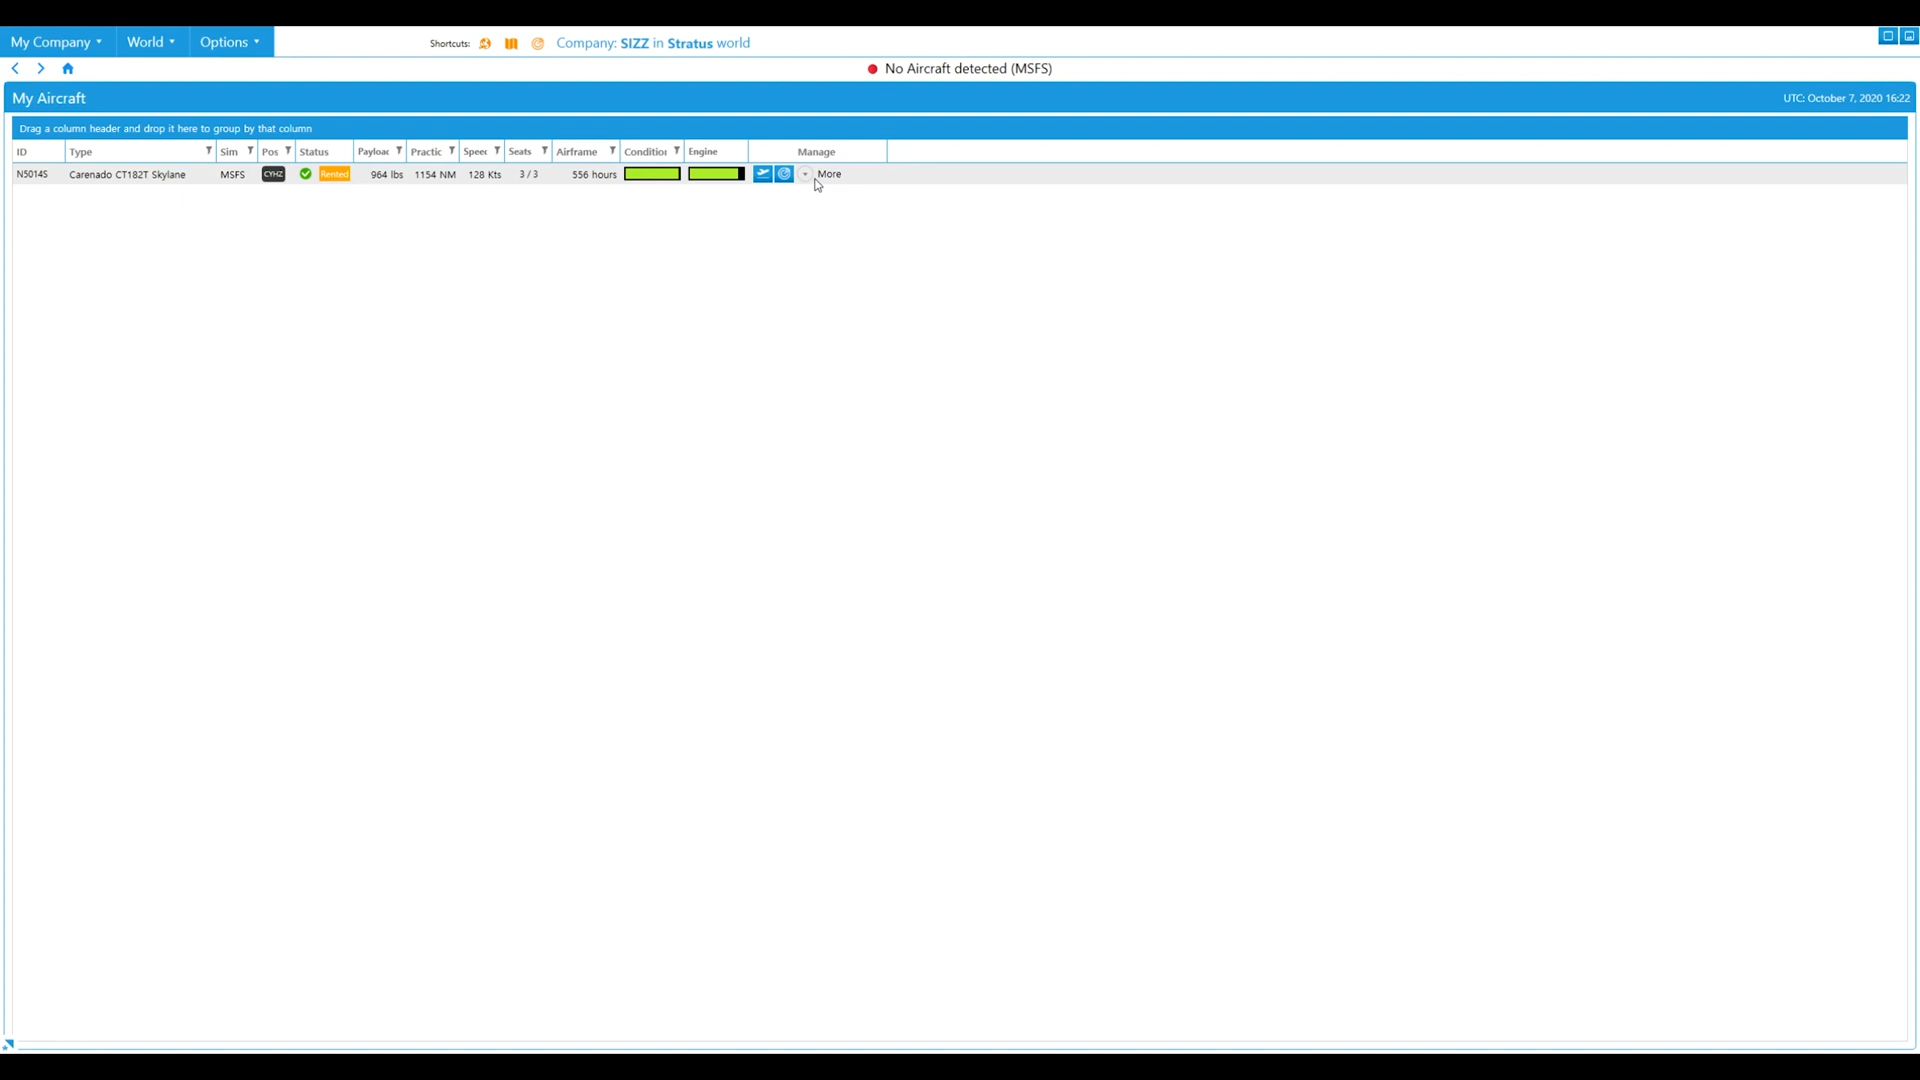 My Company World Options Shortcuts: Company: SIZZ in Stratus world
No Aircraft detected (MSFS)
My Aircraft UTC: October 7, 2020 16:22
Drag a column header and drop it here to group by that column
ID Type Sim Pos Status Payloac Practic Speec Seats Airframe Conditior Engine Manage
N5014S Carenado CT182T Skylane MSFS CYHZ Rented 964 lbs 1154 NM 128 Kts 3 / 3 556 hours More